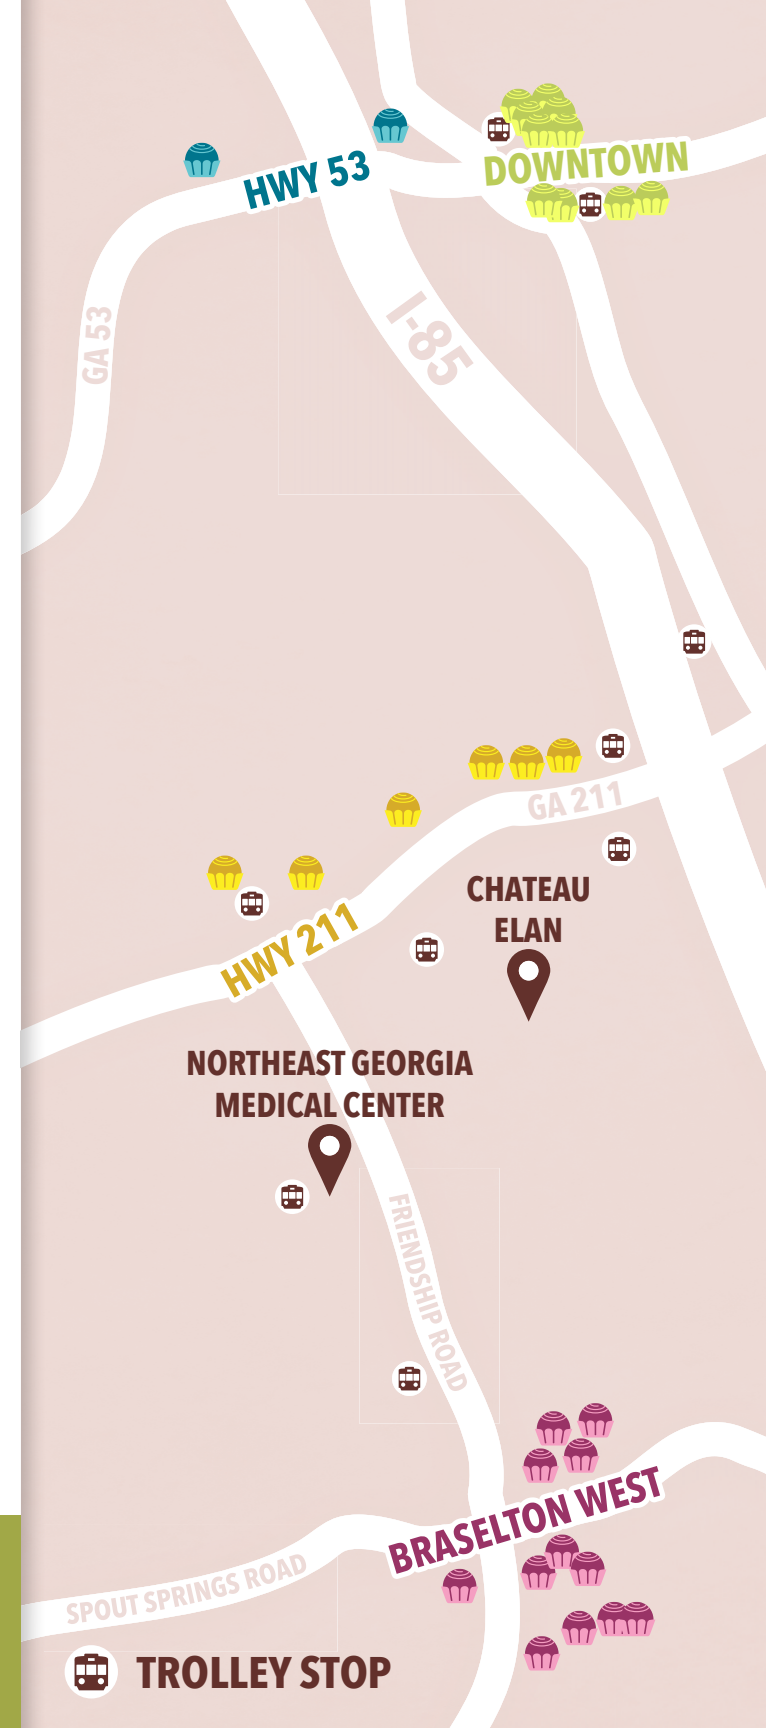 DOWNTOWN
HWY 53
GA 53
I-85
GA 211
CHATEAU
ELAN
HWY 211
NORTHEAST GEORGIA
MEDICAL CENTER
FRIENDSHIP ROAD
BRASELTON WEST
SPOUT SPRINGS ROAD
TROLLEY STOP